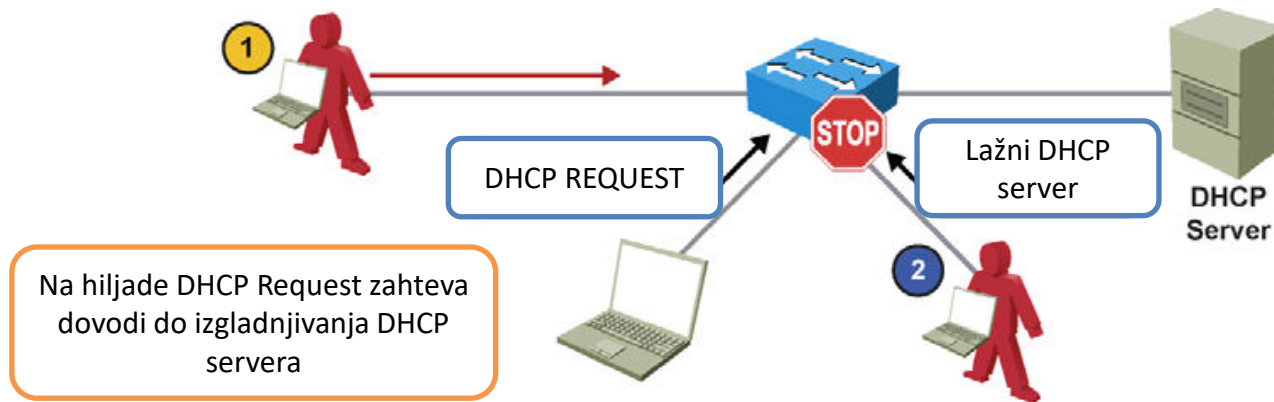 1
STOP
DHCP REQUEST
Lažni DHCP
server
DHCP
Server
2
Na hiljade DHCP Request zahteva
dovodi do izgladnjivanja DHCP
servera